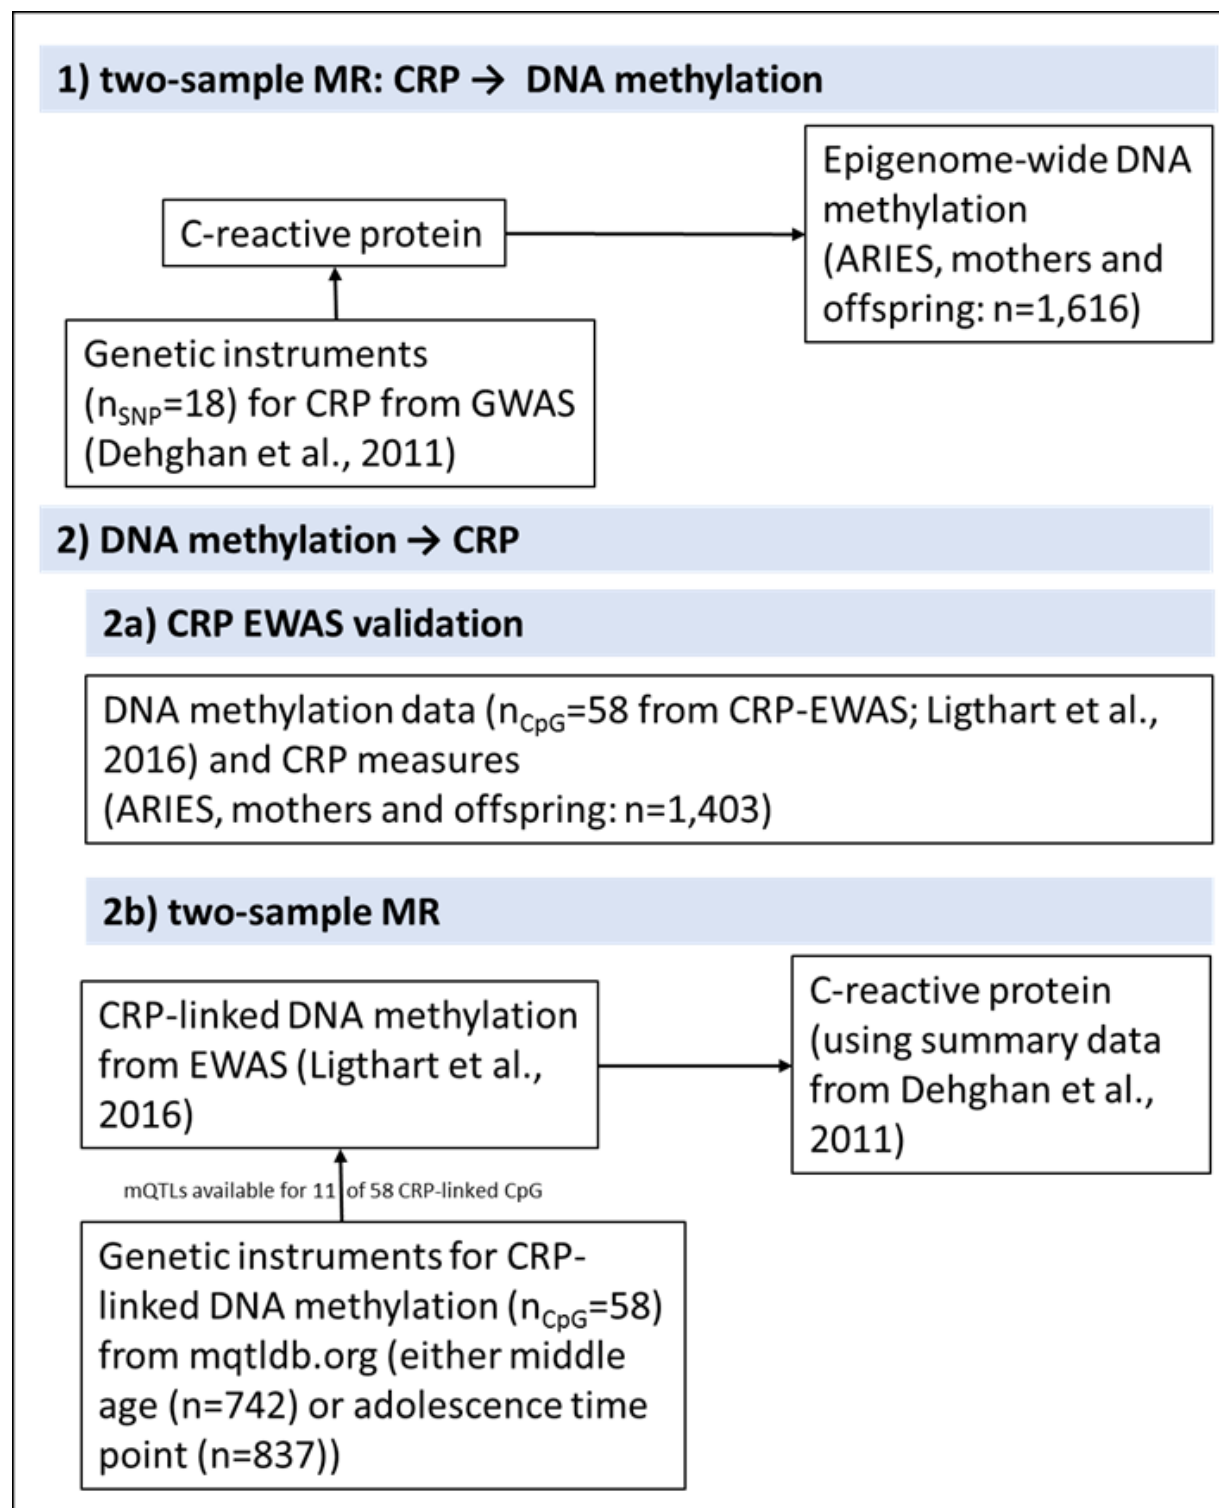 1) two-sample MR: CRP → DNA methylation
Epigenome-wide DNA
methylation
(ARIES, mothers and
offspring: n=1,616)
C-reactive protein
Genetic instruments
(nSNP=18) for CRP from GWAS
(Dehghan et al., 2011)
2) DNA methylation → CRP
2a) CRP EWAS validation
DNA methylation data (nCpG=58 from CRP-EWAS; Ligthart et al.,
2016) and CRP measures
(ARIES, mothers and offspring: n=1,403)
2b) two-sample MR
CRP-linked DNA methylation
from EWAS (Ligthart et al.,
2016)
C-reactive protein
(using summary data
from Dehghan et al.,
2011)
mQTLs available for 11 of 58 CRP-linked CpG
Genetic instruments for CRP-
linked DNA methylation (nCpG=58)
from mqtldb.org (either middle
age (n=742) or adolescence time
point (n=837))